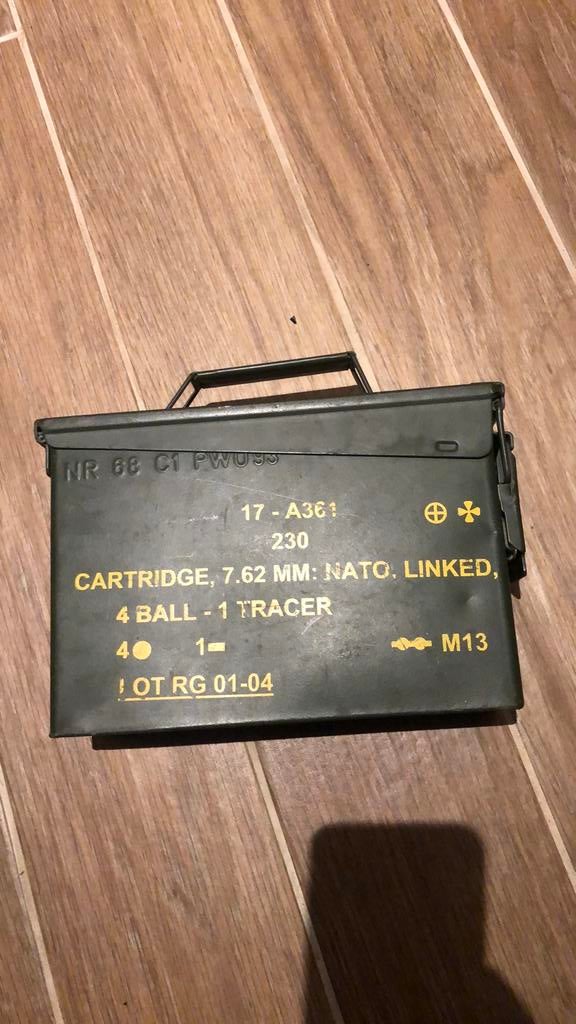 NR 68 C1 PWU93
17 - A361
230
CARTRIDGE, 7.62 MM: NATO, LINKED,
4 BALL - 1 TRACER
4 1
M13
LOT RG 01-04